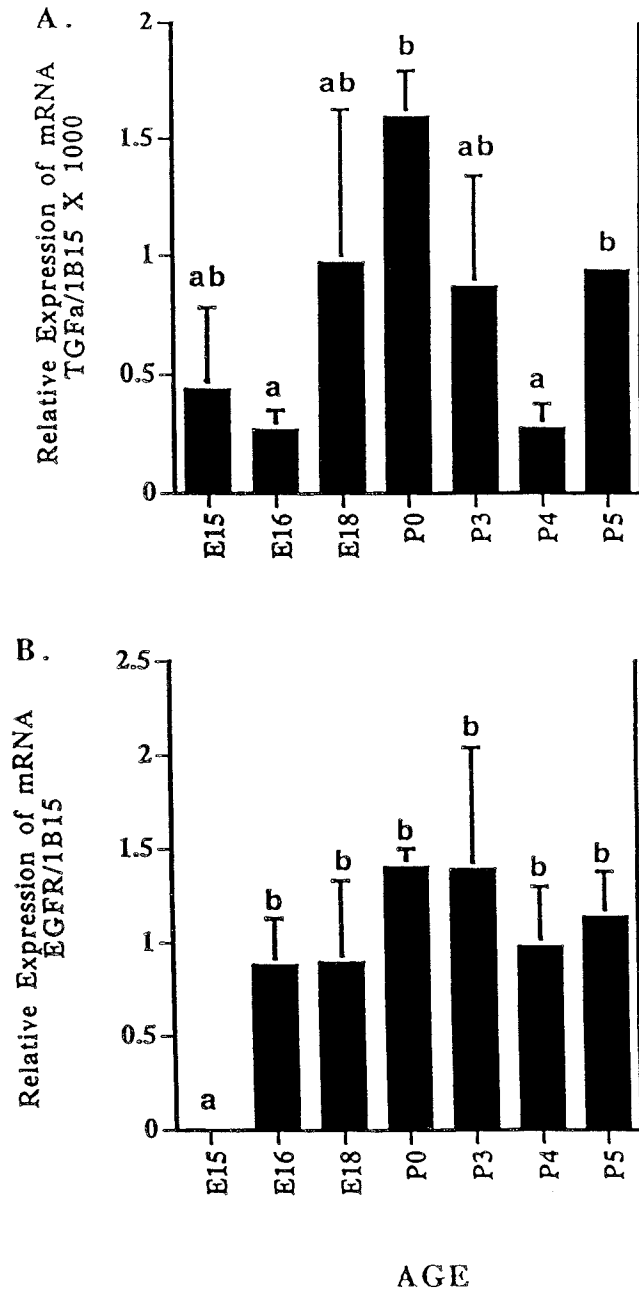 A.
Relative Expression of mRNA
TGFa/1B15 X 1000
2
1.5
1
0.5
0
ab
a
ab
b
ab
a
b
E15
E16
E18
P0
P3
P4
P5
B.
Relative Expression of mRNA
EGFR/1B15
2.5
2
1.5
1
0.5
0
a
b
b
b
b
b
b
E15
E16
E18
P0
P3
P4
P5
AGE